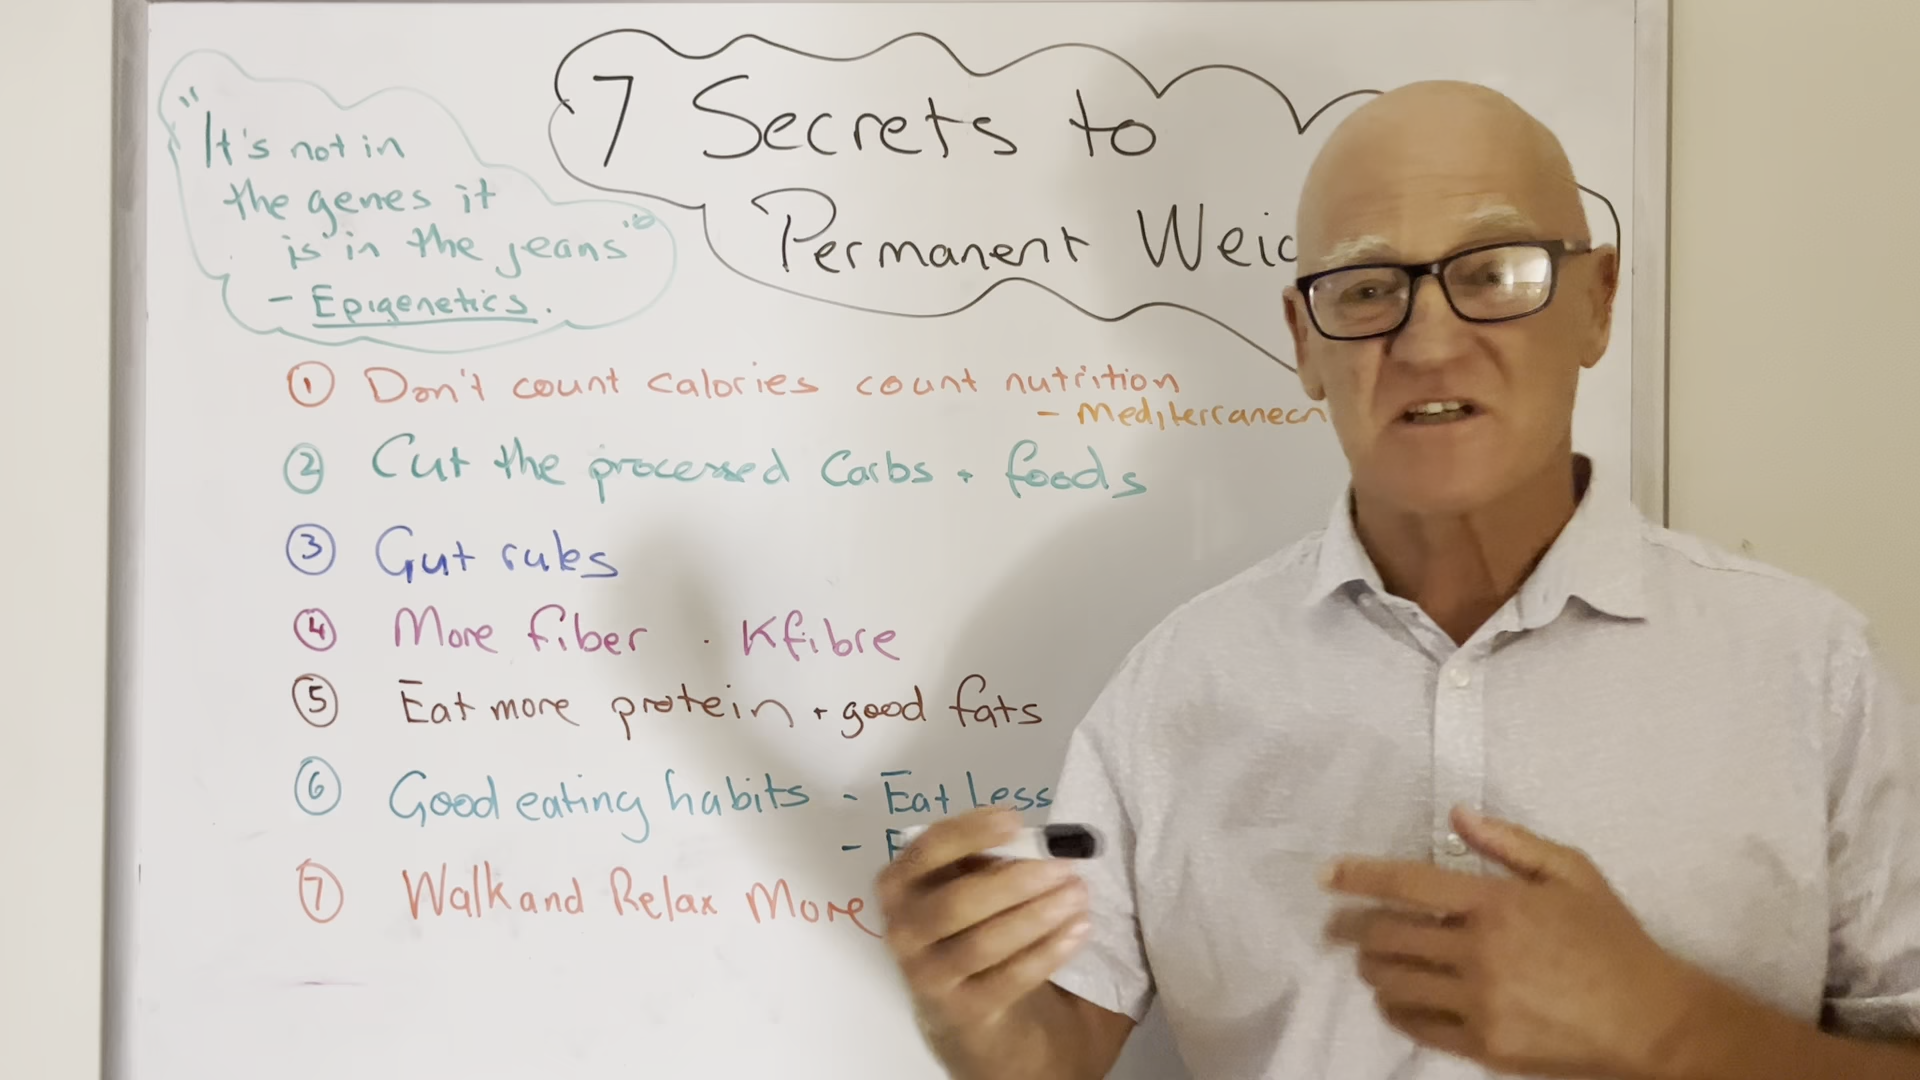 "It's not in
the genes it
is in the jeans"
- Epigenetics.
7 Secrets to
Permanent Weig
① Don't count calories count nutrition
- Mediterranean
② Cut the processed Carbs + foods
③ Gut rules
④ More fiber · Kfibre
⑤ Eat more protein + good fats
⑥ Good eating habits - Eat Less
-
⑦ Walk and Relax More